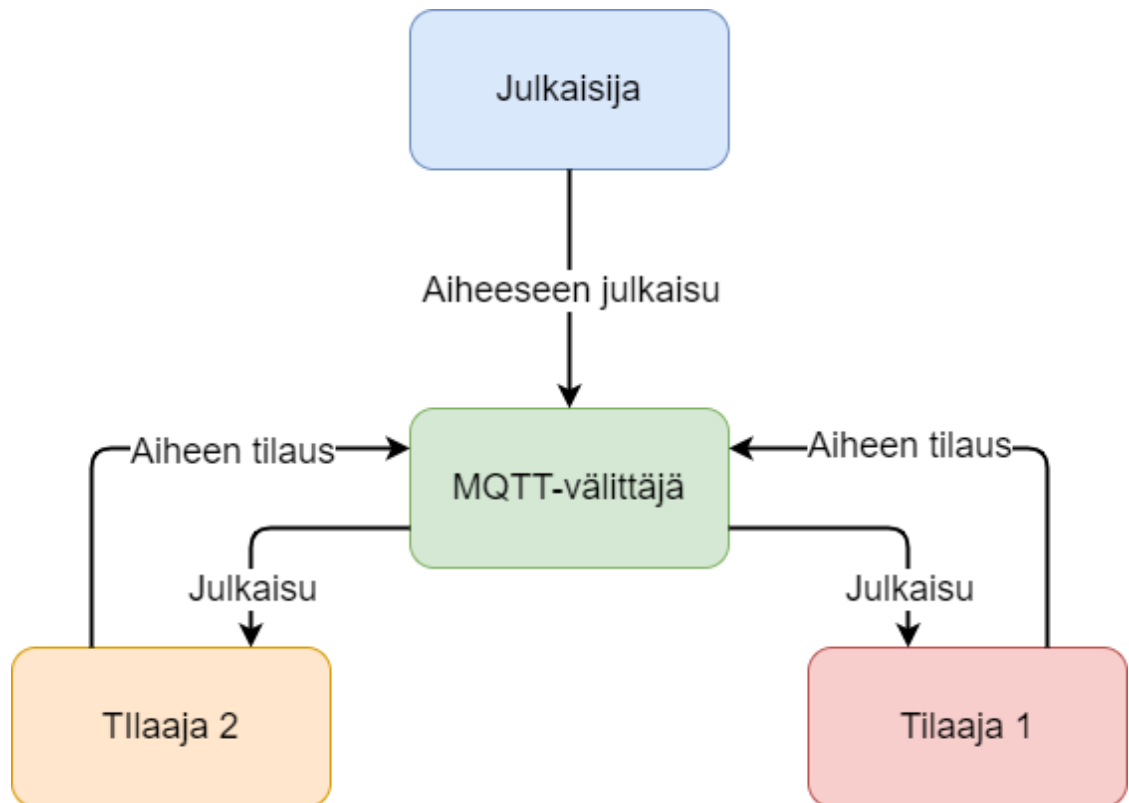 Julkaisija
Aiheeseen julkaisu
Aiheen tilaus
Aiheen tilaus
MQTT-välittäjä
Julkaisu
Julkaisu
TIlaaja 2
Tilaaja 1